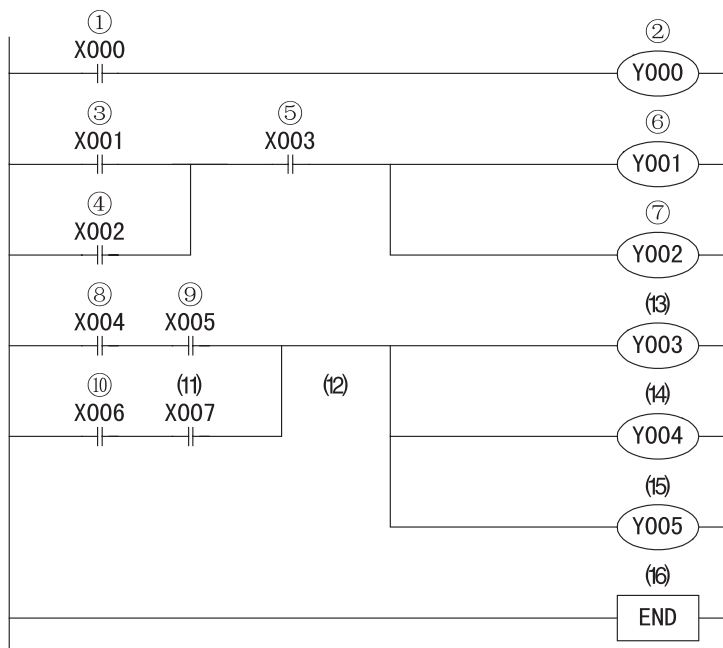 ① ②
X000 Y000
③ ⑤ ⑥
X001 X003 Y001
④ ⑦
X002 Y002
⑧ ⑨ ⒀
X004 X005 Y003
⑩ ⑾ ⑿ ⒁
X006 X007 Y004
⒂
Y005
⒃
END